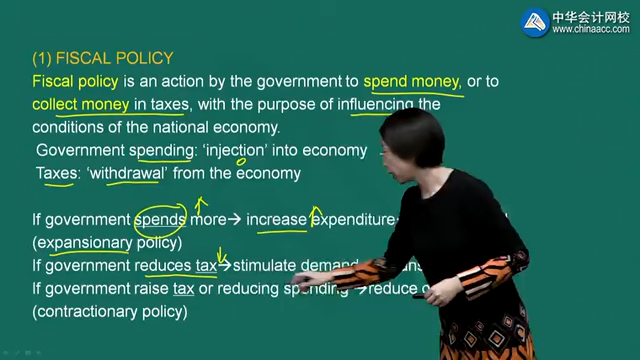 中华会计网校
www.chinaacc.com
(1) FISCAL POLICY
Fiscal policy is an action by the government to spend money, or to
collect money in taxes, with the purpose of influencing the
conditions of the national economy.
Government spending: ‘injection’ into economy
Taxes: ‘withdrawal’ from the economy
If government spends more→ increase expenditure
(expansionary policy)
If government reduces tax→stimulate demand
If government raise tax or reducing spending →reduce
(contractionary policy)